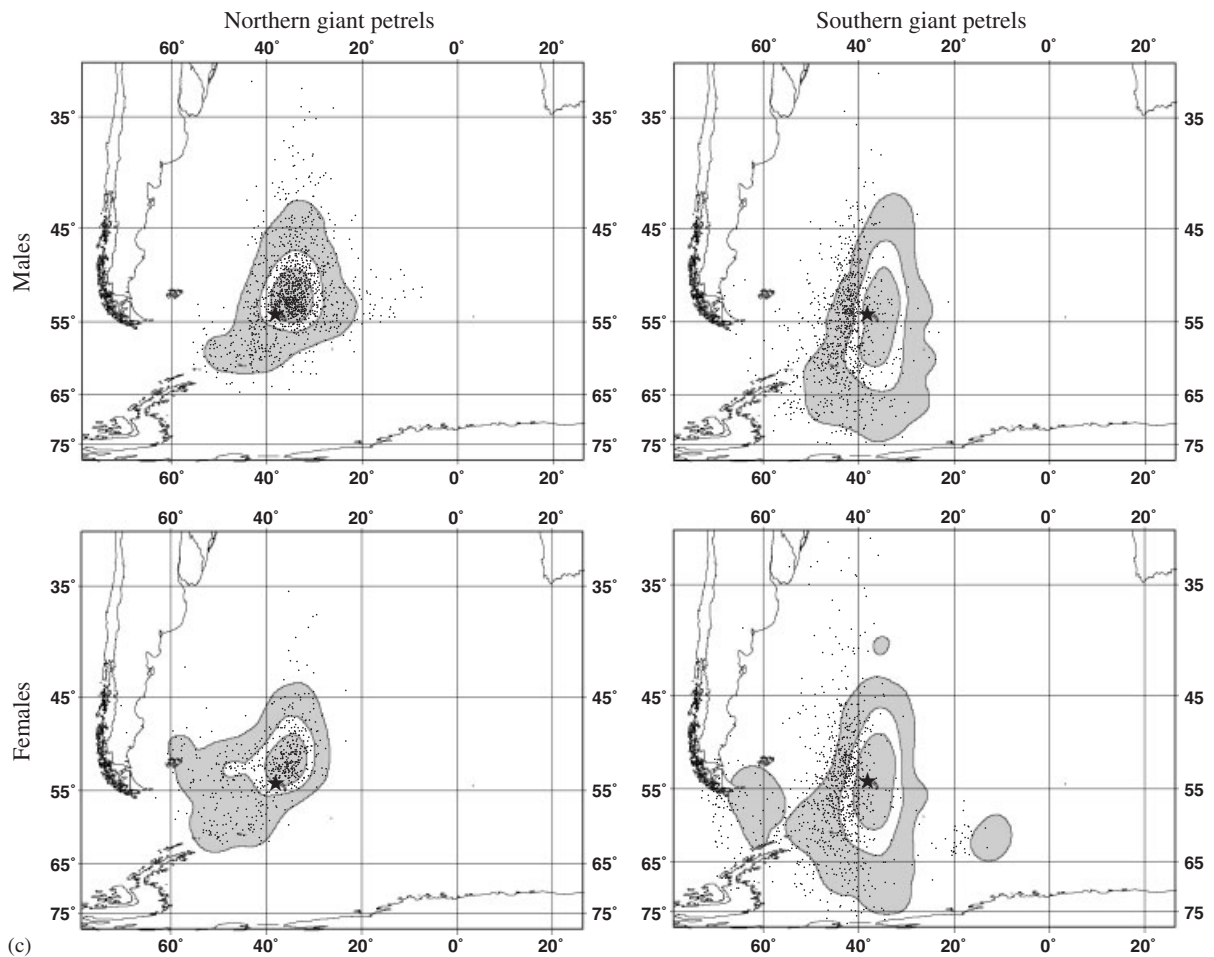 Northern giant petrels Southern giant petrels
60˚ 40˚ 20˚ 0˚ 20˚ 60˚ 40˚ 20˚ 0˚ 20˚
35˚ 35˚ 35˚ 35˚
45˚ 45˚ 45˚ 45˚
Males
55˚ 55˚ 55˚ 55˚
65˚ 65˚ 65˚ 65˚
75˚ 75˚ 75˚ 75˚
60˚ 40˚ 20˚ 0˚ 20˚ 60˚ 40˚ 20˚ 0˚ 20˚
60˚ 40˚ 20˚ 0˚ 20˚ 60˚ 40˚ 20˚ 0˚ 20˚
35˚ 35˚ 35˚ 35˚
45˚ 45˚ 45˚ 45˚
Females
55˚ 55˚ 55˚ 55˚
65˚ 65˚ 65˚ 65˚
75˚ 75˚ 75˚ 75˚
(c) 60˚ 40˚ 20˚ 0˚ 20˚ 60˚ 40˚ 20˚ 0˚ 20˚